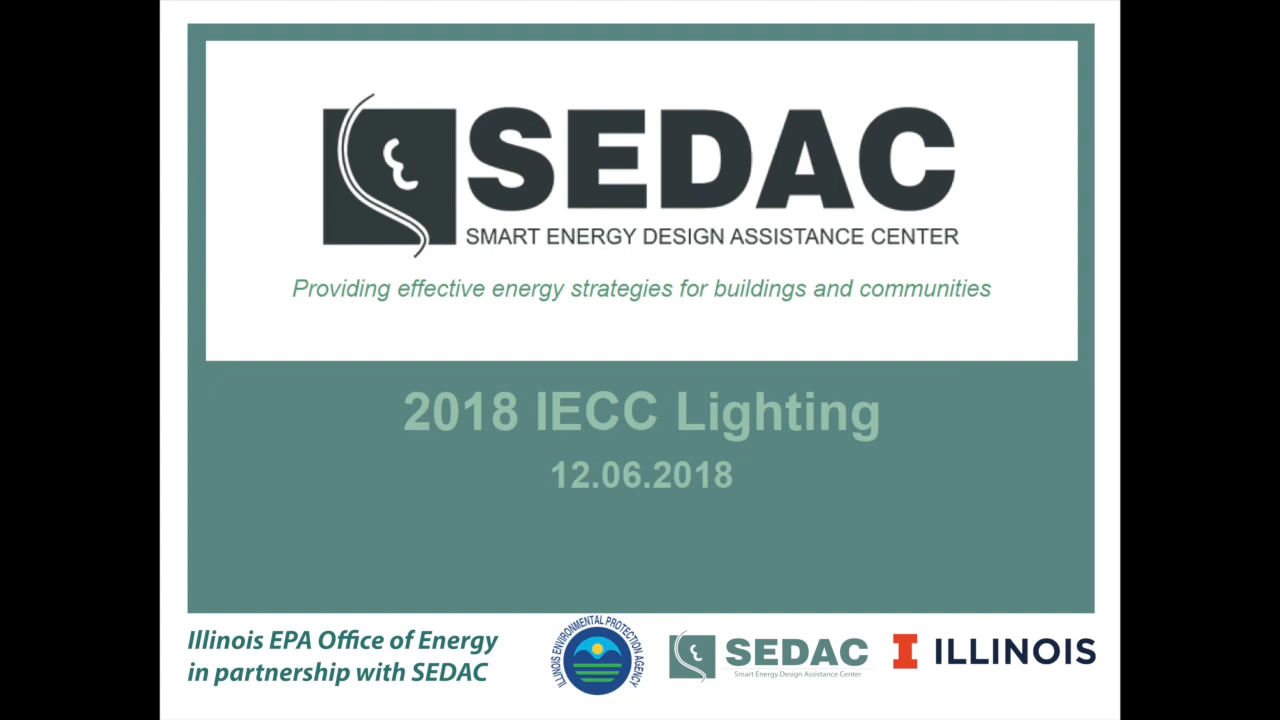 SEDAC
SMART ENERGY DESIGN ASSISTANCE CENTER
Providing effective energy strategies for buildings and communities
2018 IECC Lighting
12.06.2018
Illinois EPA Office of Energy
in partnership with SEDAC
ILLINOIS ENVIRONMENTAL PROTECTION AGENCY
SEDAC
Smart Energy Design Assistance Center
I ILLINOIS